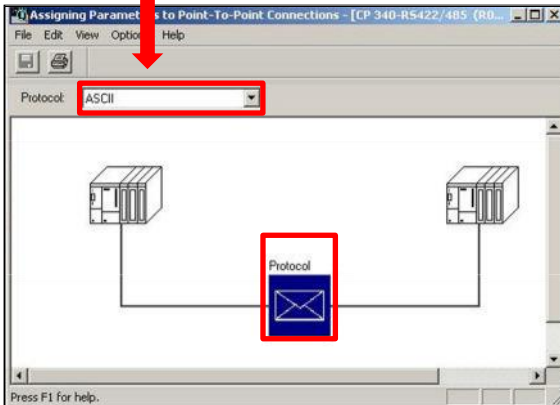 Assigning Parameters to Point-To-Point Connections - [CP 340-RS422/485 (R0...
File Edit View Options Help
Protocol: ASCII
Protocol
Press F1 for help.